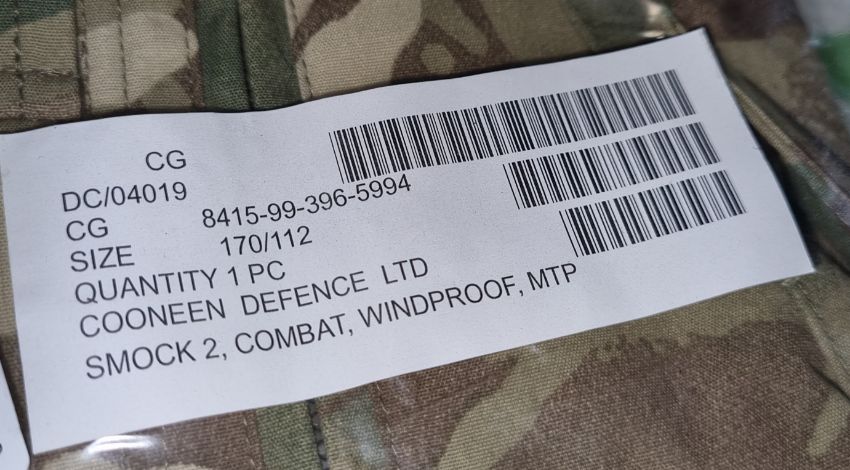 CG
DC/04019
CG 8415-99-396-5994
SIZE 170/112
QUANTITY 1 PC
COONEEN DEFENCE LTD
SMOCK 2, COMBAT, WINDPROOF, MTP